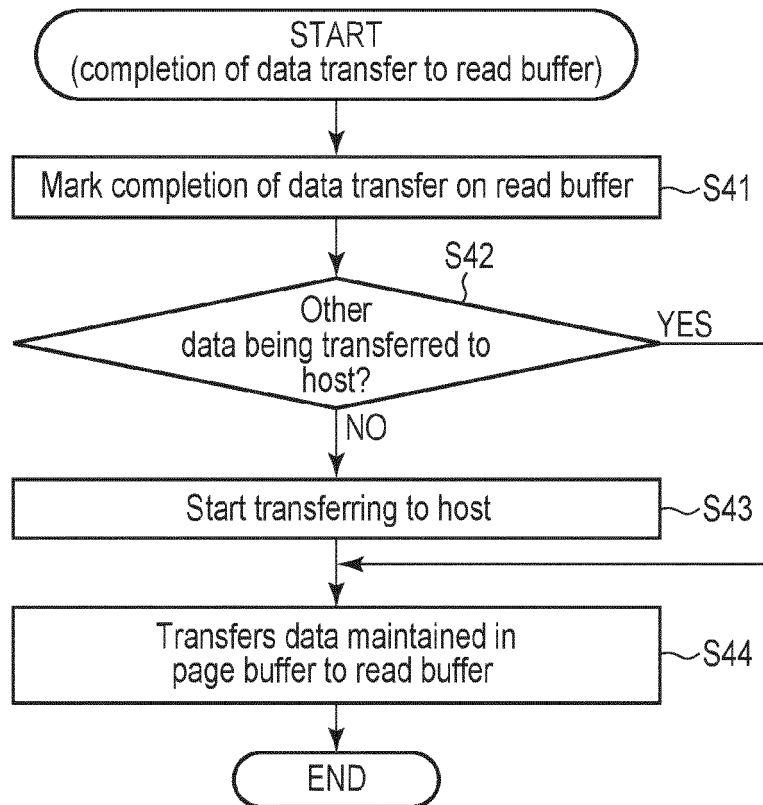 START
(completion of data transfer to read buffer)
Mark completion of data transfer on read buffer
S41
S42
Other
data being transferred to
host?
YES
NO
Start transferring to host
S43
Transfers data maintained in
page buffer to read buffer
S44
END